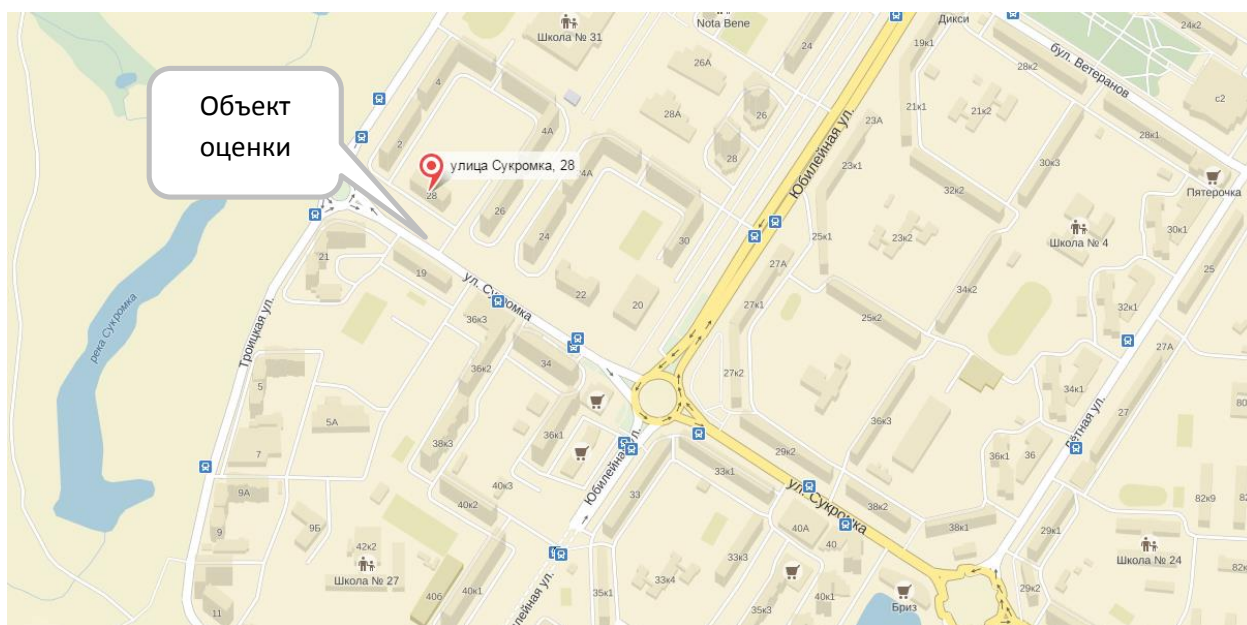 Школа № 31
Nota Bene
Дикси
24к2
24
19к1
бул. Ветеранов
28к2
с2
4
26А
21к1
21к2
Объект
оценки
4А
28А
26
23А
28к1
2
28
23к1
30к3
улица Сукромка, 28
24А
Юбилейная ул.
32к2
Пятёрочка
28
26
24
30
25к1
23к2
Школа № 4
30к1
21
19
27А
25
ул. Сукромка
22
20
27к1
34к2
32к1
река Сукромка
36к3
25к2
27А
Троицкая ул.
34
36к2
27к2
5
34к1
80
5А
36к3
27
38к3
36к1
Лётная ул.
7
29к2
36к1
36
33к1
9А
40к3
Юбилейная ул.
33
ул. Сукромка
82к9
40к2
38к2
9
9Б
40А
38к1
29к1
42к2
40
33к3
Школа № 27
Школа № 24
33к4
40б
40к1
35к1
35к3
40к1
Бриз
29к2
11